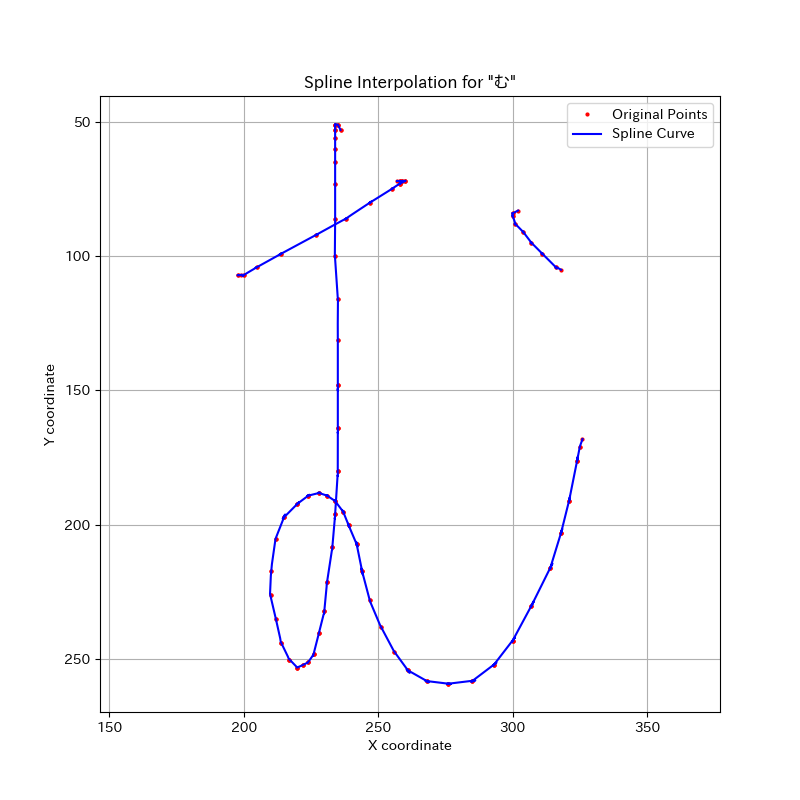 Spline Interpolation for "む"
Original Points
Spline Curve
む
50
100
150
200
250
Y coordinate
150
200
250
300
350
X coordinate